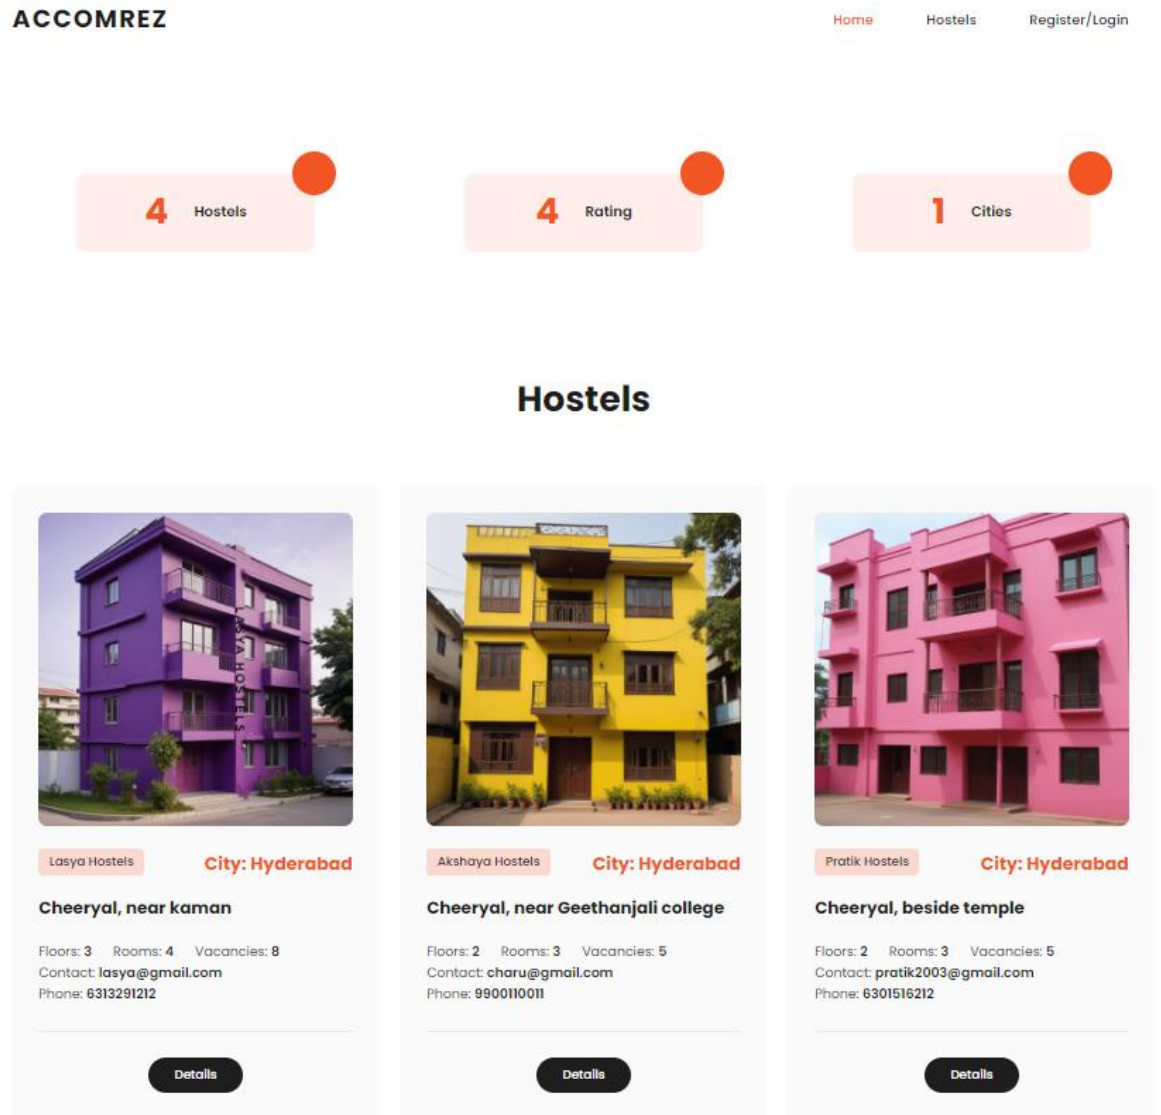 ACCOMREZ
Home Hostels Register/Login
4 Hostels
4 Rating
1 Cities
Hostels
LASYA HOSTELS
Lasya Hostels City: Hyderabad
Cheeryal, near kaman
Floors: 3 Rooms: 4 Vacancies: 8
Contact: lasya@gmail.com
Phone: 6313291212
Details
Akshaya Hostels City: Hyderabad
Cheeryal, near Geethanjali college
Floors: 2 Rooms: 3 Vacancies: 5
Contact: charu@gmail.com
Phone: 9900110011
Details
Pratik Hostels City: Hyderabad
Cheeryal, beside temple
Floors: 2 Rooms: 3 Vacancies: 5
Contact: pratik2003@gmail.com
Phone: 6301516212
Details